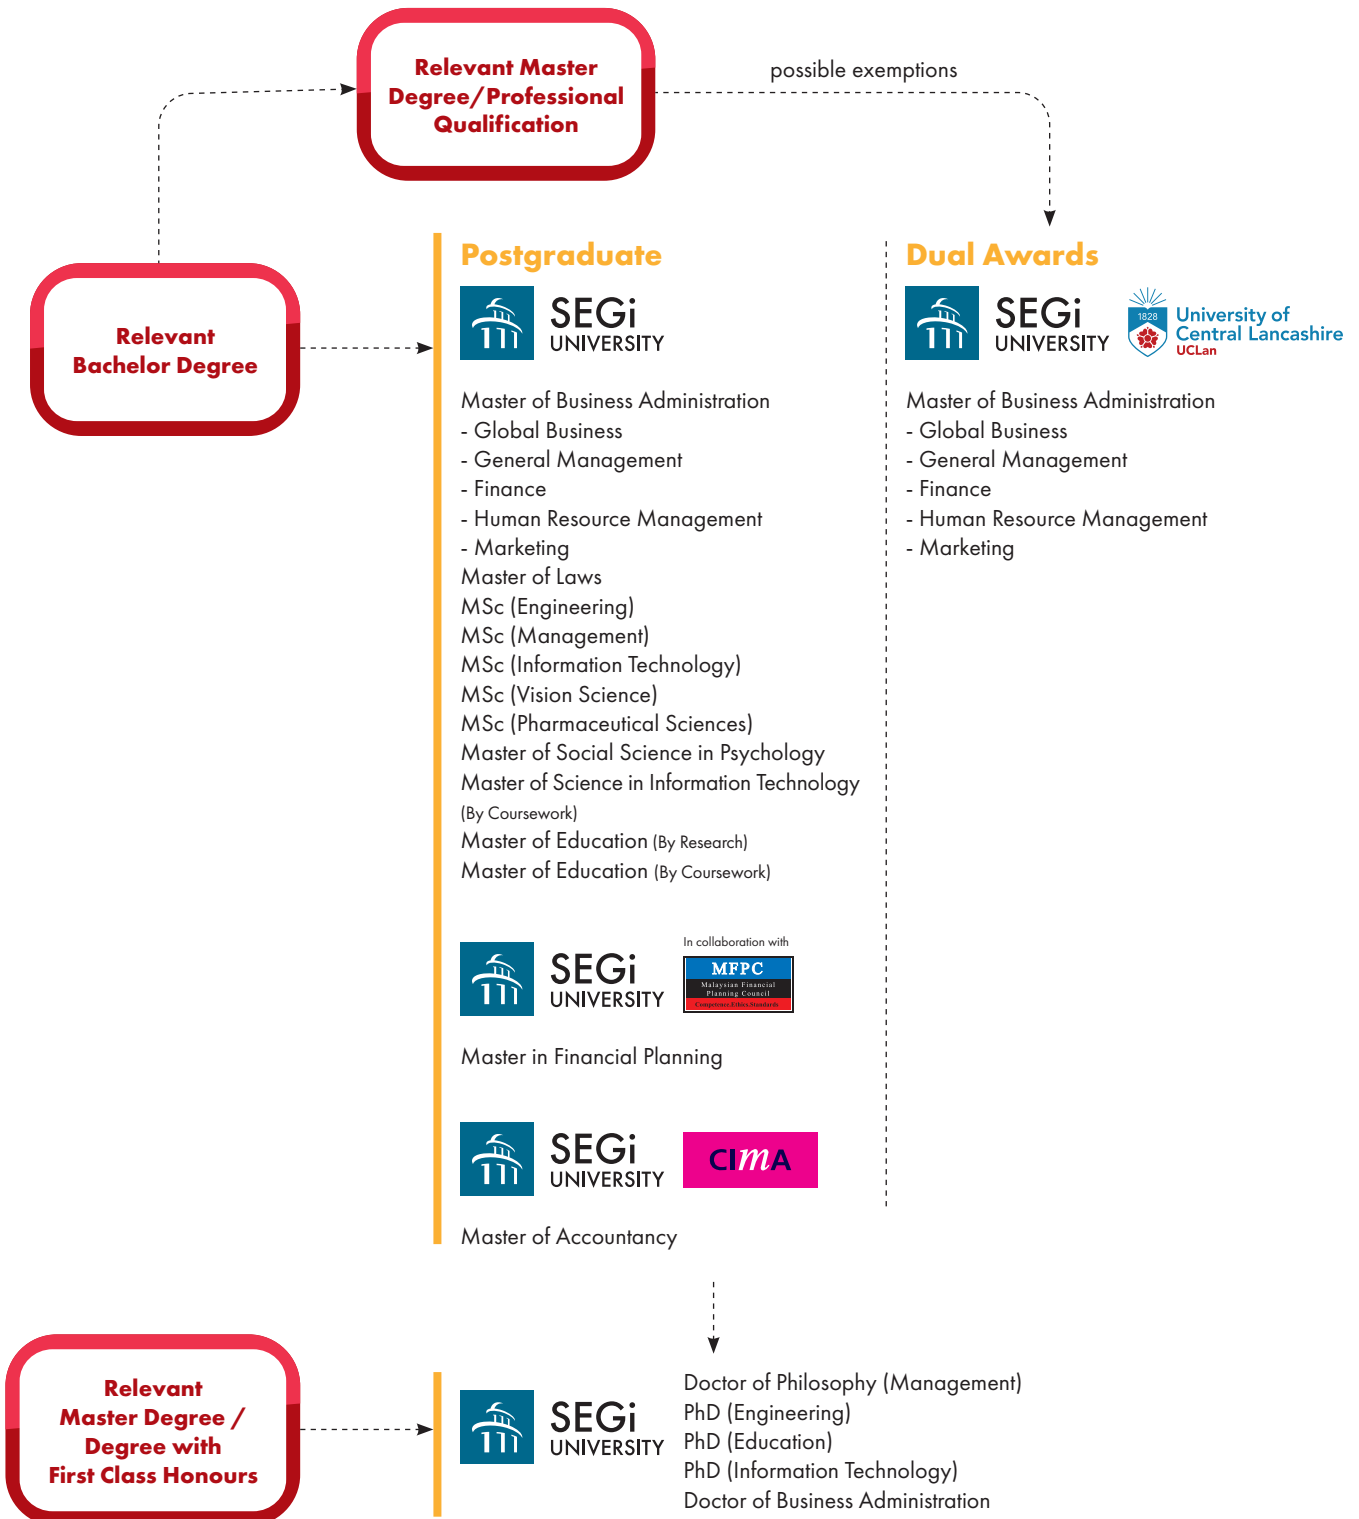 Relevant Master
Degree/Professional
Qualification
possible exemptions
Relevant
Bachelor Degree
Postgraduate
SEGi
UNIVERSITY
Master of Business Administration
- Global Business
- General Management
- Finance
- Human Resource Management
- Marketing
Master of Laws
MSc (Engineering)
MSc (Management)
MSc (Information Technology)
MSc (Vision Science)
MSc (Pharmaceutical Sciences)
Master of Social Science in Psychology
Master of Science in Information Technology
(By Coursework)
Master of Education (By Research)
Master of Education (By Coursework)
SEGi
UNIVERSITY
In collaboration with
MFPC
Malaysian Financial
Planning Council
Competence.Ethics.Standards
Master in Financial Planning
SEGi
UNIVERSITY
CIMA
Master of Accountancy
Dual Awards
SEGi
UNIVERSITY
1828
University of
Central Lancashire
UCLan
Master of Business Administration
- Global Business
- General Management
- Finance
- Human Resource Management
- Marketing
Relevant
Master Degree /
Degree with
First Class Honours
SEGi
UNIVERSITY
Doctor of Philosophy (Management)
PhD (Engineering)
PhD (Education)
PhD (Information Technology)
Doctor of Business Administration